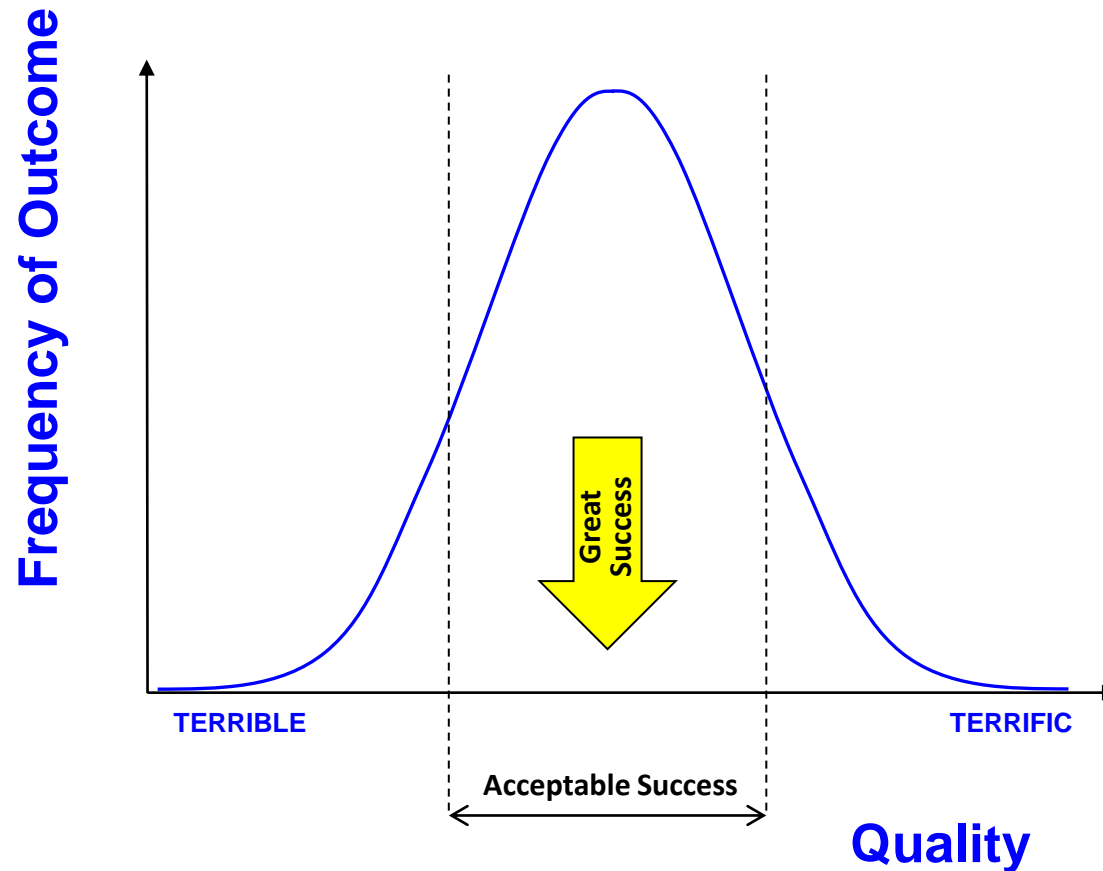 Frequency of Outcome
Great
Success
TERRIBLE
TERRIFIC
Acceptable Success
Quality